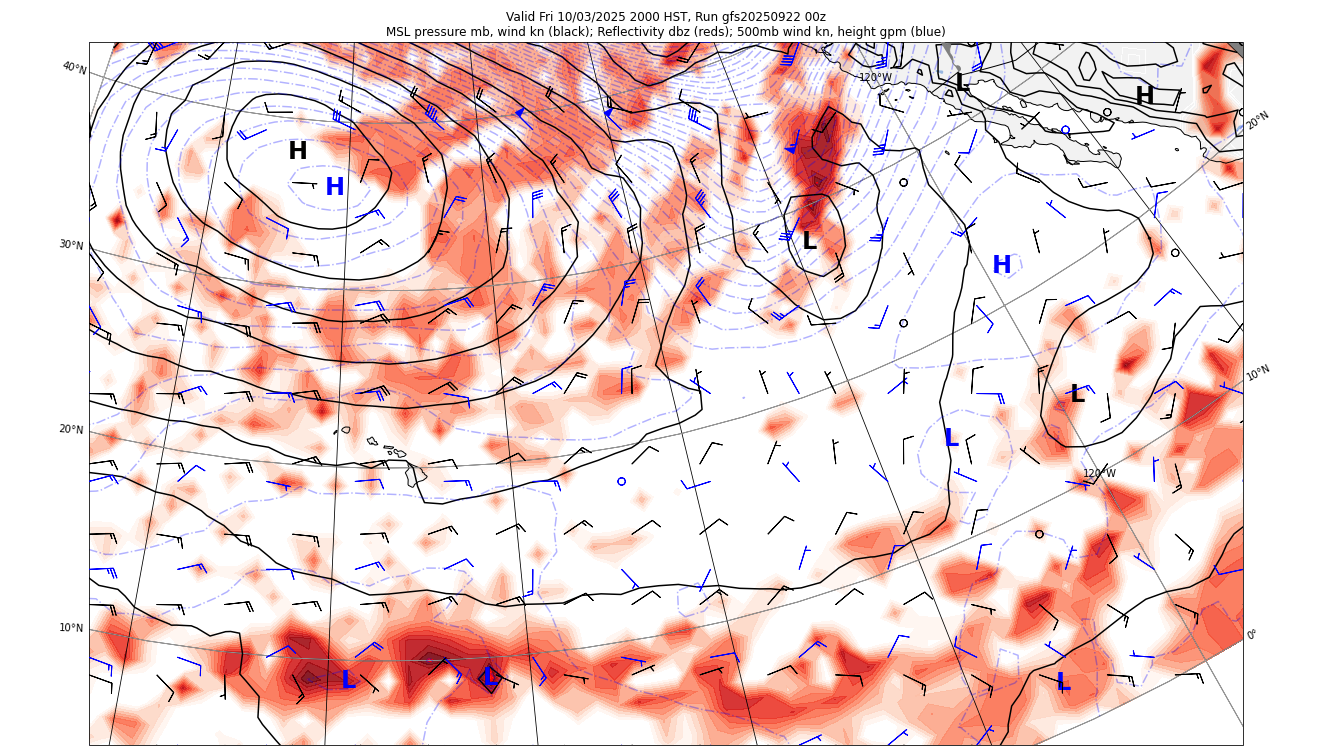 Valid Fri 10/03/2025 2000 HST, Run gfs20250922 00z
MSL pressure mb, wind kn (black); Reflectivity dbz (reds); 500mb wind kn, height gpm (blue)
40°N
120°W
L
H
20°N
H
H
30°N
L
H
10°N
L
20°N
L
120°W
10°N
0°
L
L
L